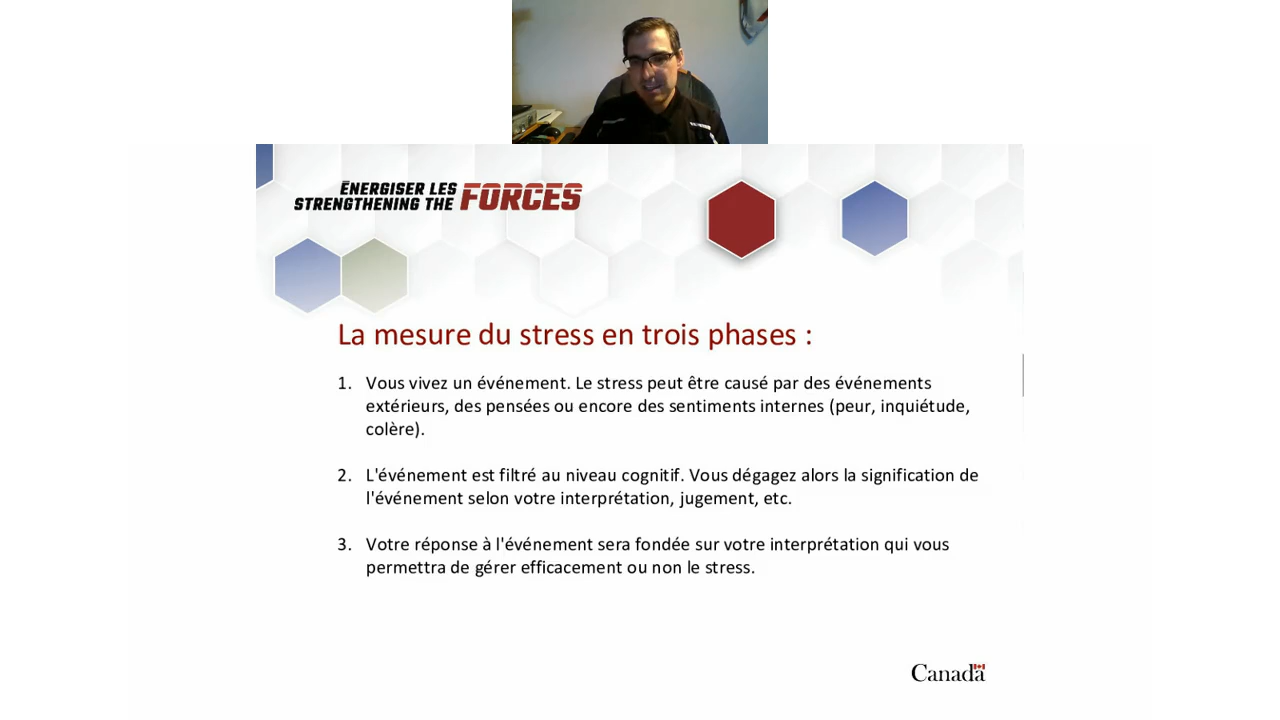 ÉNERGISER LES
STRENGTHENING THE FORCES
La mesure du stress en trois phases :
1. Vous vivez un événement. Le stress peut être causé par des événements
extérieurs, des pensées ou encore des sentiments internes (peur, inquiétude,
colère).
2. L'événement est filtré au niveau cognitif. Vous dégagez alors la signification de
l'événement selon votre interprétation, jugement, etc.
3. Votre réponse à l'événement sera fondée sur votre interprétation qui vous
permettra de gérer efficacement ou non le stress.
Canada